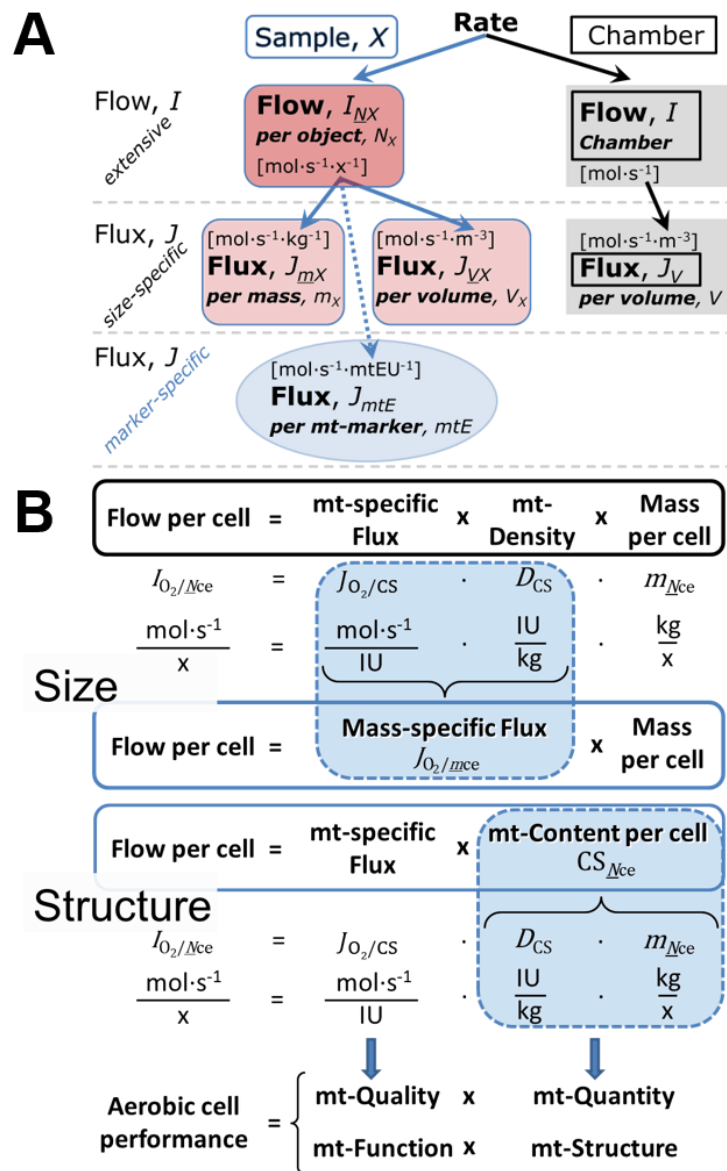 A
Rate
Sample, X
Chamber
Flow, I
extensive
Flow, I_NX
per object, N_X
[mol·s⁻¹·x⁻¹]
Flow, I
Chamber
[mol·s⁻¹]
Flux, J
size-specific
[mol·s⁻¹·kg⁻¹]
Flux, J_mX
per mass, m_X
[mol·s⁻¹·m⁻³]
Flux, J_VX
per volume, V_X
[mol·s⁻¹·m⁻³]
Flux, J_V
per volume, V
Flux, J
marker-specific
[mol·s⁻¹·mtEU⁻¹]
Flux, J_mtE
per mt-marker, mtE
B
Flow per cell = mt-specific Flux x mt-Density x Mass per cell
I_O₂/Nce = J_O₂/CS · D_CS · m_Nce
mol·s⁻¹/x = mol·s⁻¹/IU · IU/kg · kg/x
Size
Flow per cell = Mass-specific Flux x Mass per cell
J_O₂/mce
Flow per cell = mt-specific Flux x mt-Content per cell
CS_Nce
Structure
I_O₂/Nce = J_O₂/CS · D_CS · m_Nce
mol·s⁻¹/x = mol·s⁻¹/IU · IU/kg · kg/x
Aerobic cell performance =
mt-Quality x mt-Quantity
mt-Function x mt-Structure